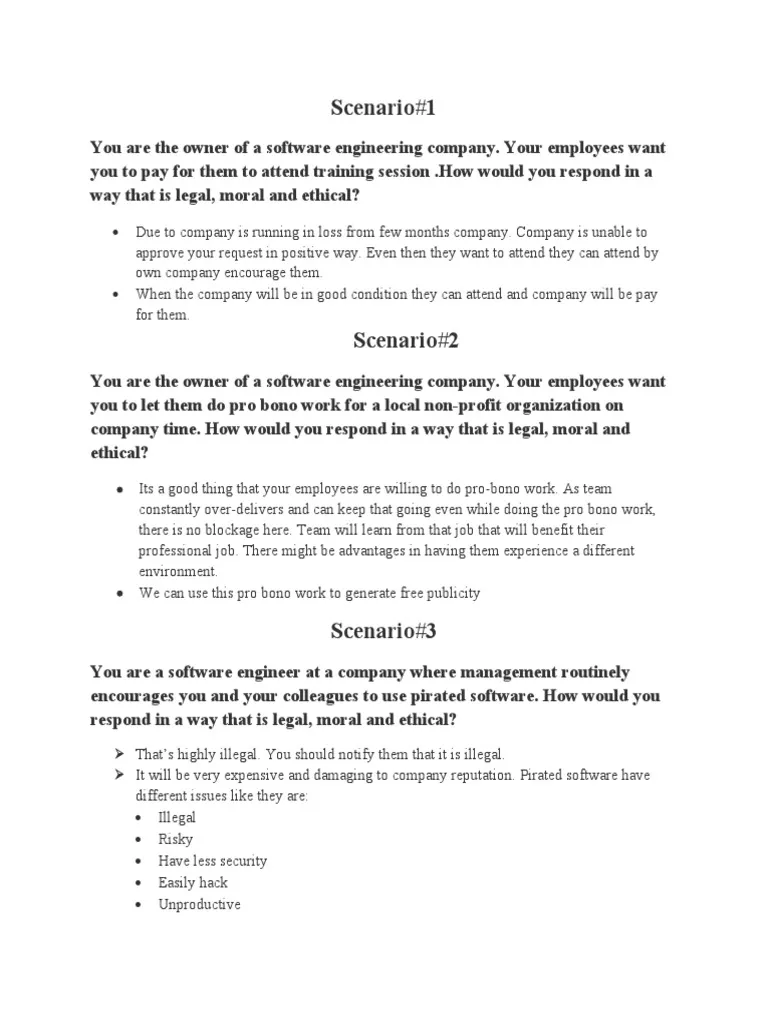 Scenario#1
You are the owner of a software engineering company. Your employees want
you to pay for them to attend training session .How would you respond in a
way that is legal, moral and ethical?
• Due to company is running in loss from few months company. Company is unable to
approve your request in positive way. Even then they want to attend they can attend by
own company encourage them.
• When the company will be in good condition they can attend and company will be pay
for them.
Scenario#2
You are the owner of a software engineering company. Your employees want
you to let them do pro bono work for a local non-profit organization on
company time. How would you respond in a way that is legal, moral and
ethical?
• Its a good thing that your employees are willing to do pro-bono work. As team
constantly over-delivers and can keep that going even while doing the pro bono work,
there is no blockage here. Team will learn from that job that will benefit their
professional job. There might be advantages in having them experience a different
environment.
• We can use this pro bono work to generate free publicity
Scenario#3
You are a software engineer at a company where management routinely
encourages you and your colleagues to use pirated software. How would you
respond in a way that is legal, moral and ethical?
➢ That’s highly illegal. You should notify them that it is illegal.
➢ It will be very expensive and damaging to company reputation. Pirated software have
different issues like they are:
• Illegal
• Risky
• Have less security
• Easily hack
• Unproductive